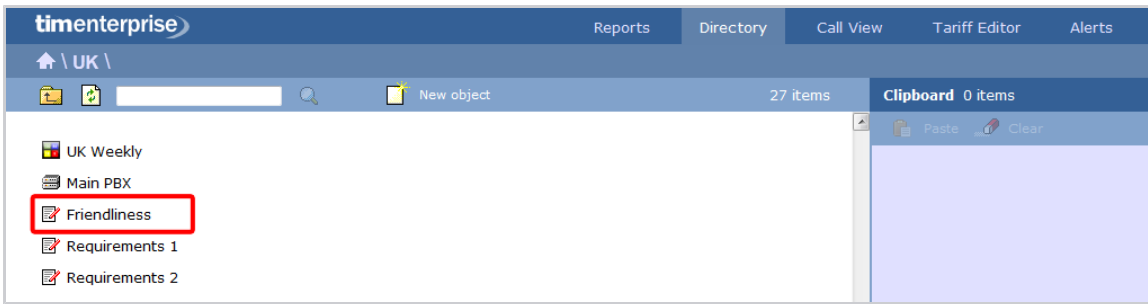 timenterprise Reports Directory Call View Tariff Editor Alerts
\ UK \
New object 27 items Clipboard 0 items
Paste Clear
UK Weekly
Main PBX
Friendliness
Requirements 1
Requirements 2